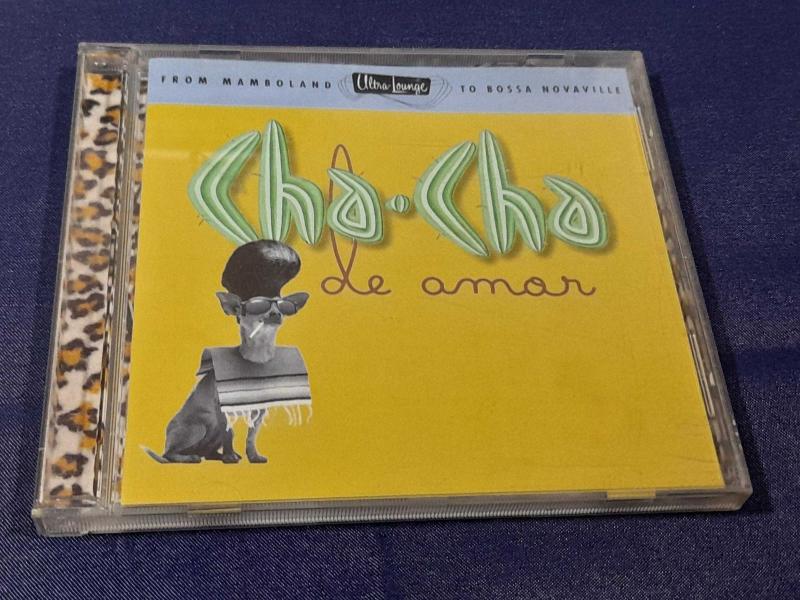 FROM MAMBOLAND Ultra-Lounge TO BOSSA NOVAVILLE
Cha-Cha
de amor